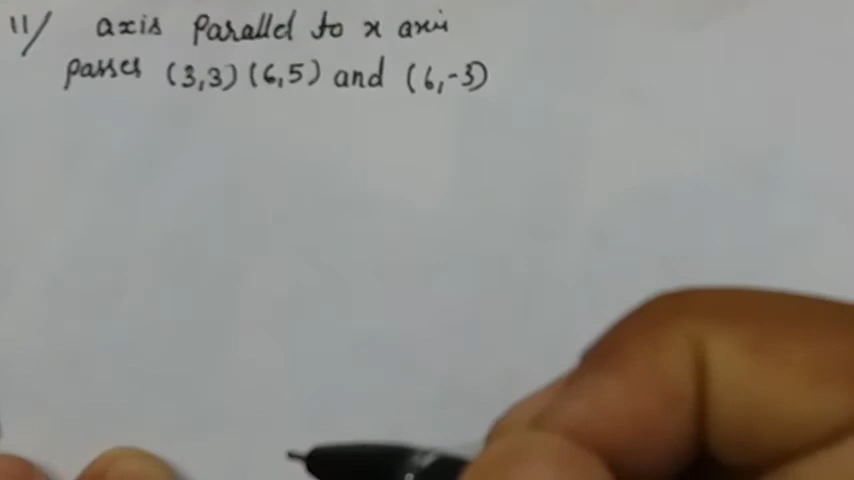 11/ axis Parallel to x axis
passes (3,3) (6,5) and (6,-3)